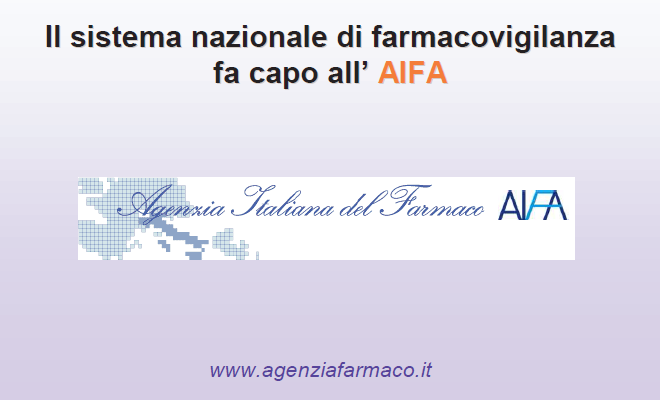 Il sistema nazionale di farmacovigilanza
fa capo all’ AIFA
Agenzia Italiana del Farmaco AIFA
www.agenziafarmaco.it